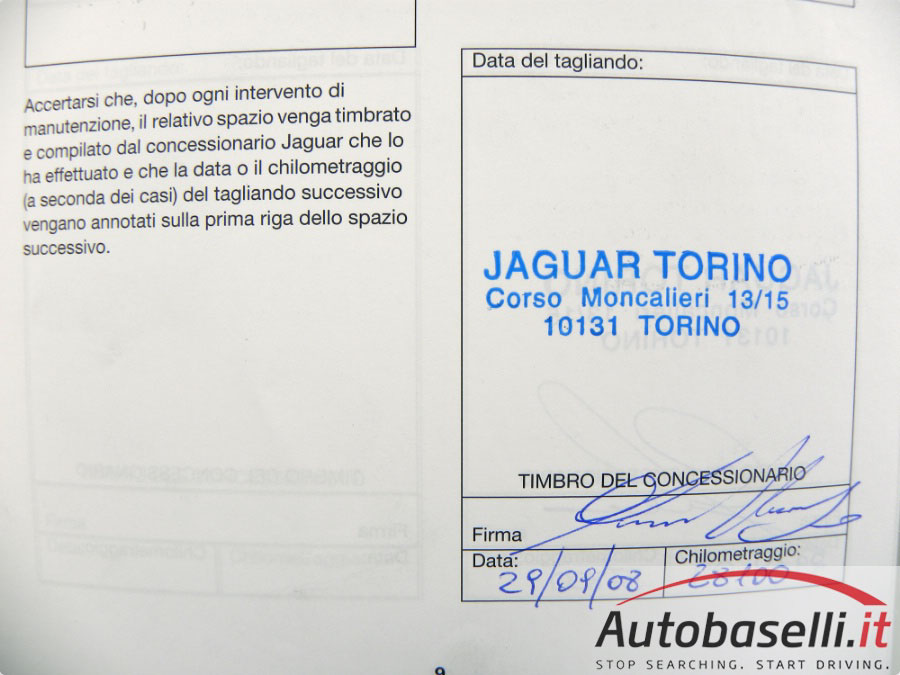 Accertarsi che, dopo ogni intervento di
manutenzione, il relativo spazio venga timbrato
e compilato dal concessionario Jaguar che lo
ha effettuato e che la data o il chilometraggio
(a seconda dei casi) del tagliando successivo
vengano annotati sulla prima riga dello spazio
successivo.
Data del tagliando:
JAGUAR TORINO
Corso Moncalieri 13/15
10131 TORINO
TIMBRO DEL CONCESSIONARIO
Firma
Data: 29/09/08
Chilometraggio: 28100
Autobaselli.it
STOP SEARCHING. START DRIVING.
9